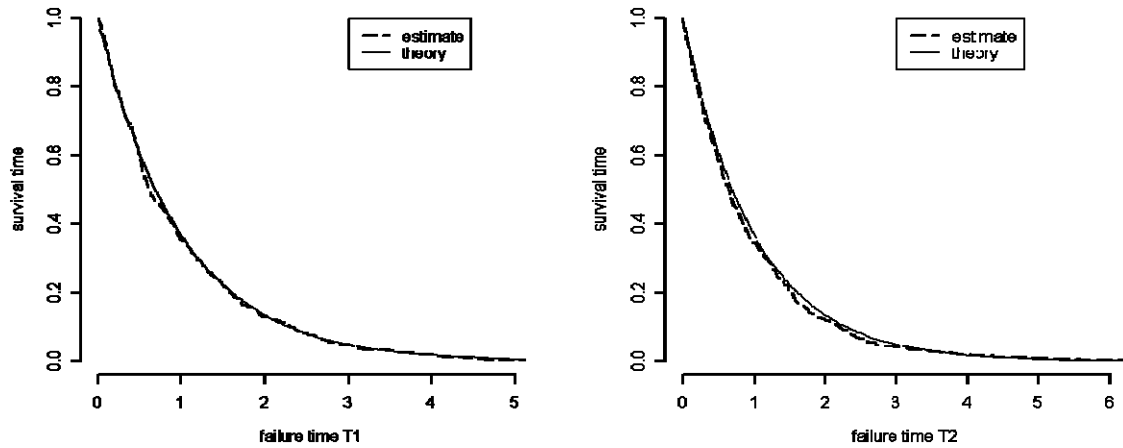 estimate
theory
survival time
1.0
0.8
0.6
0.4
0.2
0.0
0 1 2 3 4 5
failure time T1
estimate
theory
survival time
1.0
0.8
0.6
0.4
0.2
0.0
0 1 2 3 4 5 6
failure time T2